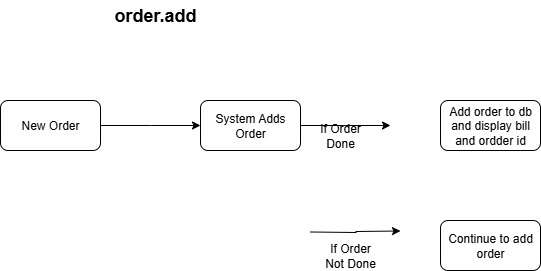 order.add
New Order
System Adds
Order
If Order
Done
Add order to db
and display bill
and ordder id
If Order
Not Done
Continue to add
order